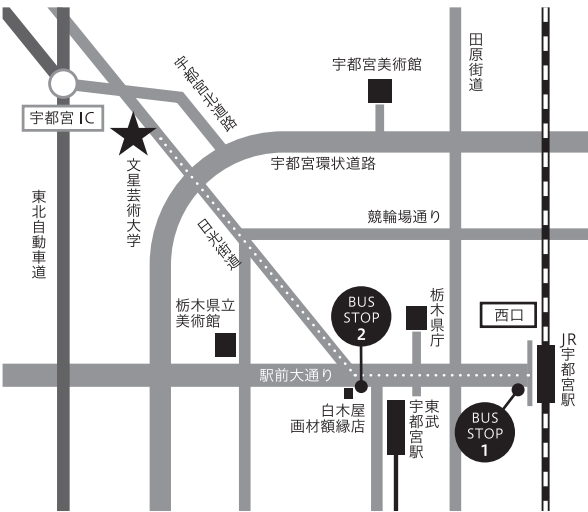 田原街道
宇都宮美術館
宇都宮北道路
宇都宮 IC
文星芸術大学
宇都宮環状道路
東北自動車道
競輪場通り
日光街道
栃木県立
美術館
BUS
STOP
2
栃木県庁
西口
JR宇都宮駅
駅前大通り
白木屋
画材額縁店
東武
宇都宮駅
BUS
STOP
1